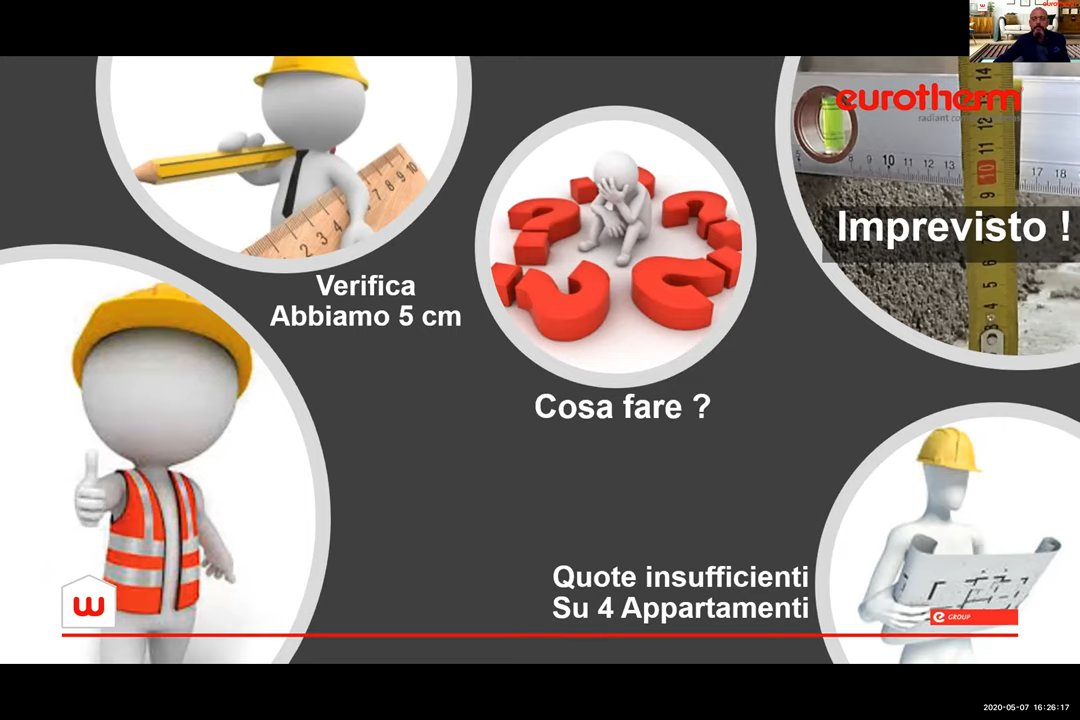 eurotherm
Imprevisto !
Verifica
Abbiamo 5 cm
Cosa fare ?
Quote insufficienti
Su 4 Appartamenti
w
e GROUP
2020-05-07 16:26:17